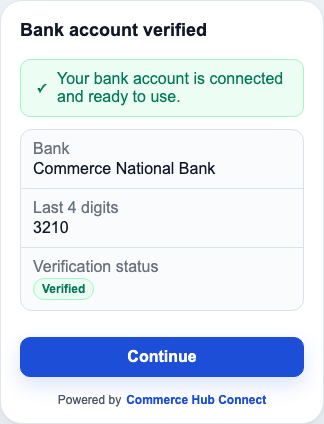 Bank account verified
✓ Your bank account is connected
and ready to use.
Bank
Commerce National Bank
Last 4 digits
3210
Verification status
Verified
Continue
Powered by Commerce Hub Connect